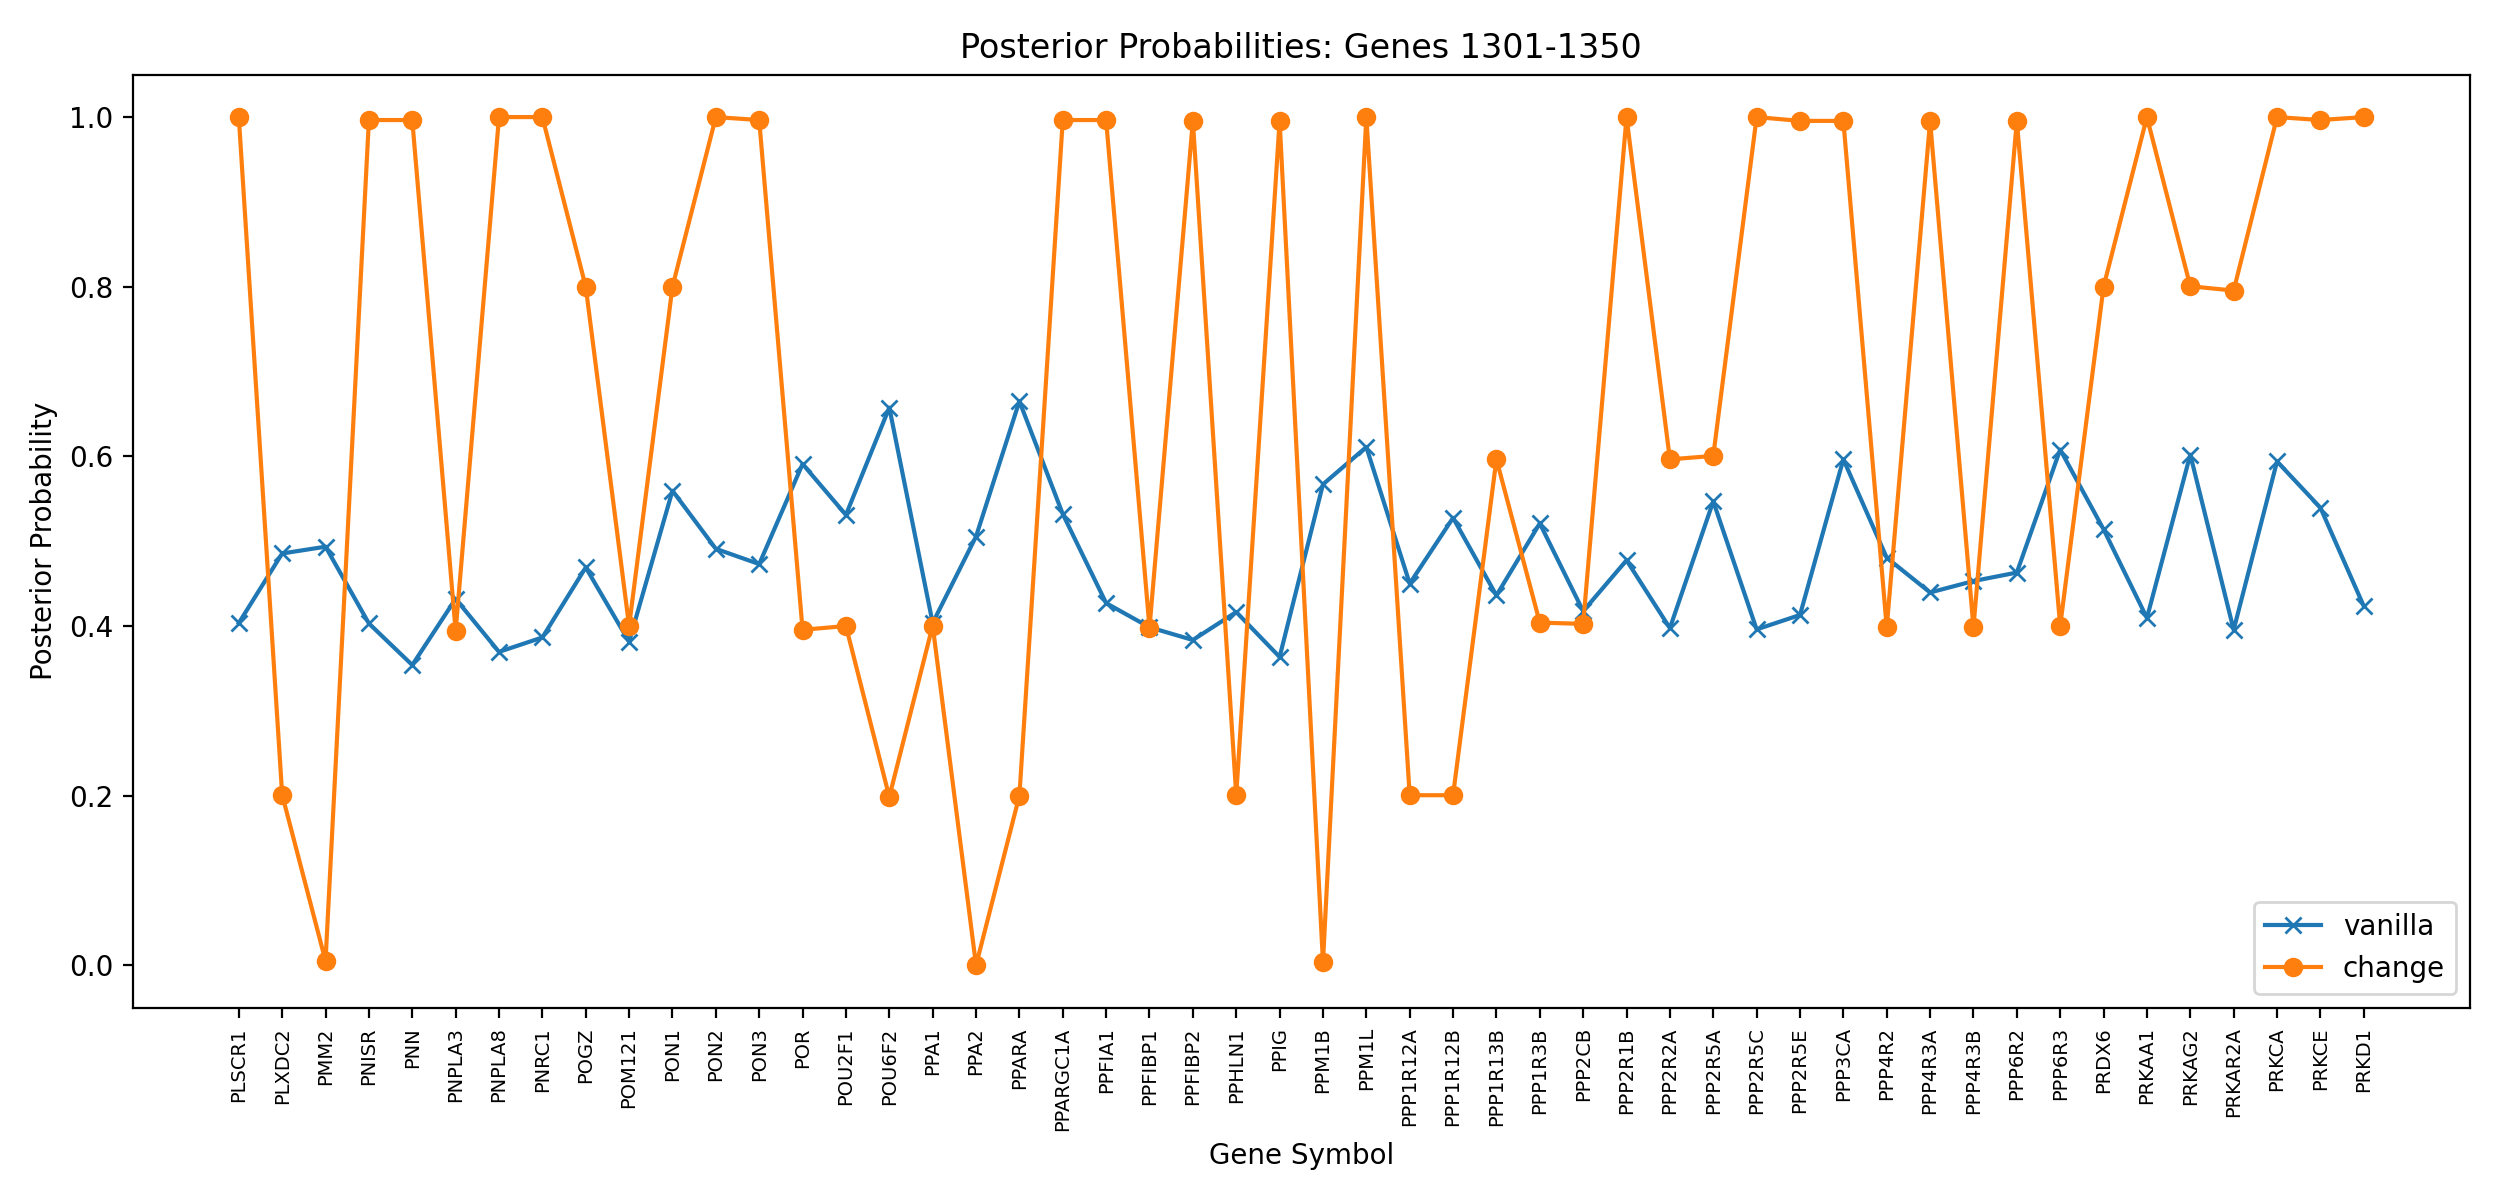 Posterior Probabilities: Genes 1301-1350
Posterior Probability
1.0
0.8
0.6
0.4
0.2
0.0
vanilla
change
PLSCR1
PLXDC2
PMM2
PNISR
PNN
PNPLA3
PNPLA8
PNRC1
POGZ
POM121
PON1
PON2
PON3
POR
POU2F1
POU6F2
PPA1
PPA2
PPARA
PPARGC1A
PPFIA1
PPFIBP1
PPFIBP2
PPHLN1
PPIG
PPM1B
PPM1L
PPP1R12A
PPP1R12B
PPP1R13B
PPP1R3B
PPP2CB
PPP2R1B
PPP2R2A
PPP2R5A
PPP2R5C
PPP2R5E
PPP3CA
PPP4R2
PPP4R3A
PPP4R3B
PPP6R2
PPP6R3
PRDX6
PRKAA1
PRKAG2
PRKAR2A
PRKCA
PRKCE
PRKD1
Gene Symbol